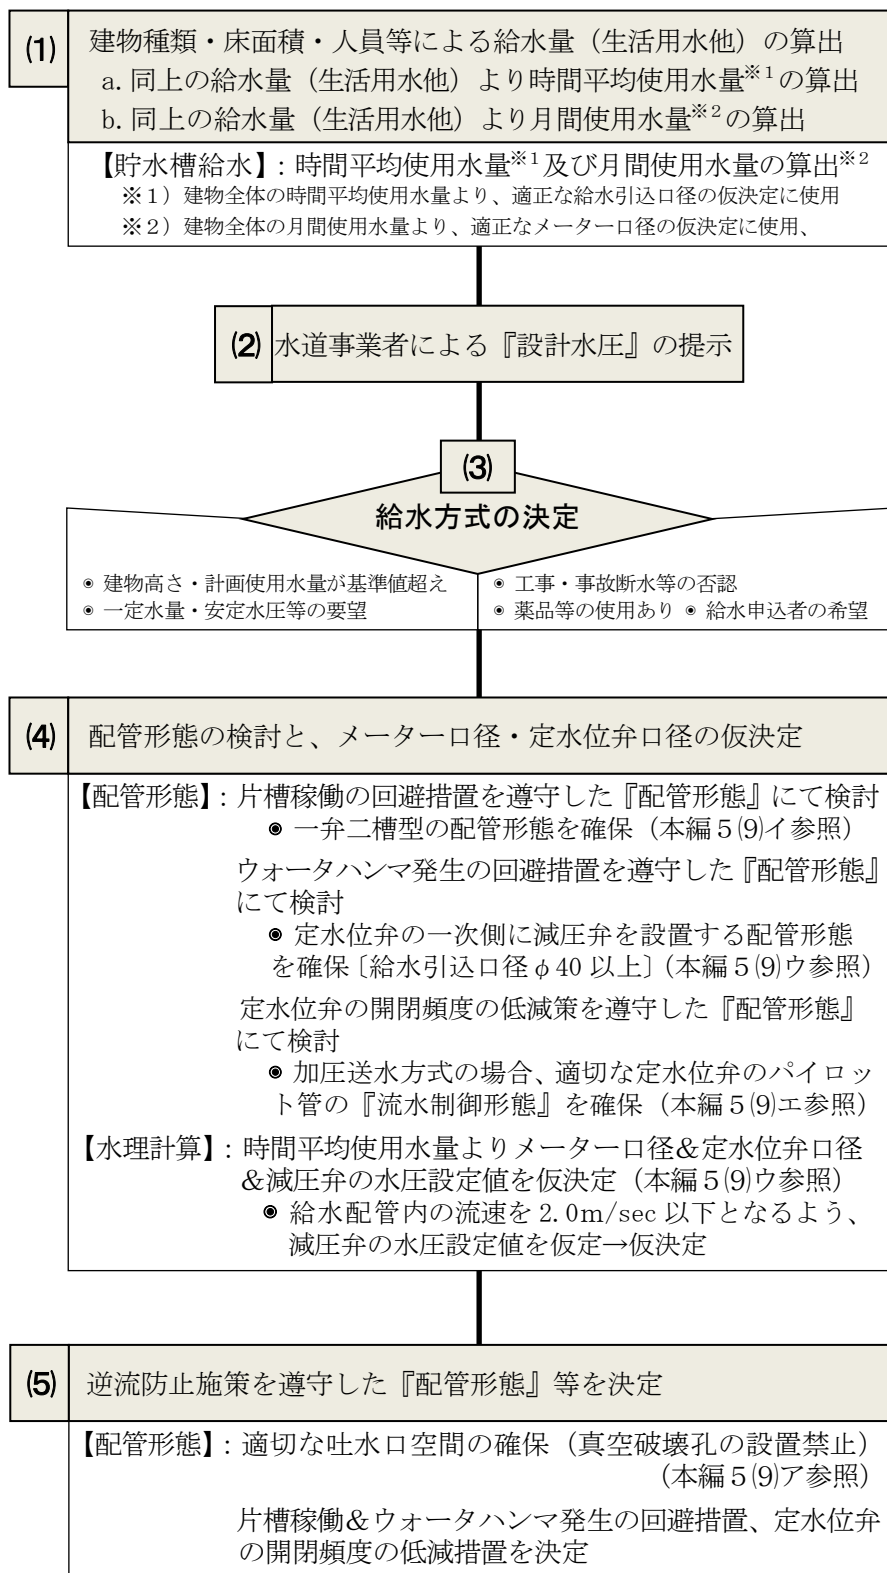 ⑴ 建物種類・床面積・人員等による給水量（生活用水他）の算出
a. 同上の給水量（生活用水他）より時間平均使用水量※1の算出
b. 同上の給水量（生活用水他）より月間使用水量※2の算出
【貯水槽給水】：時間平均使用水量※1及び月間使用水量の算出※2
※１）建物全体の時間平均使用水量より、適正な給水引込口径の仮決定に使用
※２）建物全体の月間使用水量より、適正なメーター口径の仮決定に使用、
⑵ 水道事業者による『設計水圧』の提示
⑶
給水方式の決定
◉ 建物高さ・計画使用水量が基準値超え
◉ 一定水量・安定水圧等の要望
◉ 工事・事故断水等の否認
◉ 薬品等の使用あり ◉ 給水申込者の希望
⑷ 配管形態の検討と、メーター口径・定水位弁口径の仮決定
【配管形態】：片槽稼働の回避措置を遵守した『配管形態』にて検討
◉ 一弁二槽型の配管形態を確保（本編５⑼イ参照）
ウォータハンマ発生の回避措置を遵守した『配管形態』
にて検討
◉ 定水位弁の一次側に減圧弁を設置する配管形態
を確保〔給水引込口径φ40 以上〕（本編５⑼ウ参照）
定水位弁の開閉頻度の低減策を遵守した『配管形態』
にて検討
◉ 加圧送水方式の場合、適切な定水位弁のパイロッ
ト管の『流水制御形態』を確保（本編５⑼エ参照）
【水理計算】：時間平均使用水量よりメーター口径＆定水位弁口径
＆減圧弁の水圧設定値を仮決定（本編５⑼ウ参照）
◉ 給水配管内の流速を 2.0m/sec 以下となるよう、
減圧弁の水圧設定値を仮定→仮決定
⑸ 逆流防止施策を遵守した『配管形態』等を決定
【配管形態】：適切な吐水口空間の確保（真空破壊孔の設置禁止）
（本編５⑼ア参照）
片槽稼働＆ウォータハンマ発生の回避措置、定水位弁
の開閉頻度の低減措置を決定